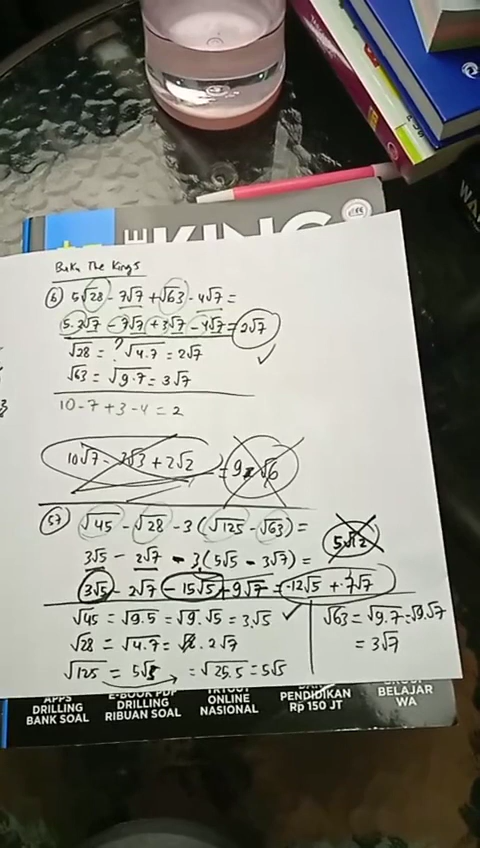 KING
Buku The Kings
6) 5√28 - 7√7 + √63 - 4√7 =
5.2√7 - 7√7 + 3√7 - 4√7 = 2√7
√28 = √4.7 = 2√7
√63 = √9.7 = 3√7
10-7+3-4 = 2
10√7 - 3√3 + 2√2 = 9√6
57) √45 - √28 - 3(√125 - √63) =
5√2
3√5 - 2√7 - 3(5√5 - 3√7) =
3√5 - 2√7 - 15√5 + 9√7 = -12√5 + 7√7
√45 = √9.5 = √9.√5 = 3√5
√63 = √9.7 = √9.√7
= 3√7
√28 = √4.7 = 2√7
√125 = 5√5 = √25.5 = 5√5
APPS
DRILLING
BANK SOAL
E-BOOK PDF
DRILLING
RIBUAN SOAL
TRYOUT
ONLINE
NASIONAL
PENDIDIKAN
Rp 150 JT
BELAJAR
WA